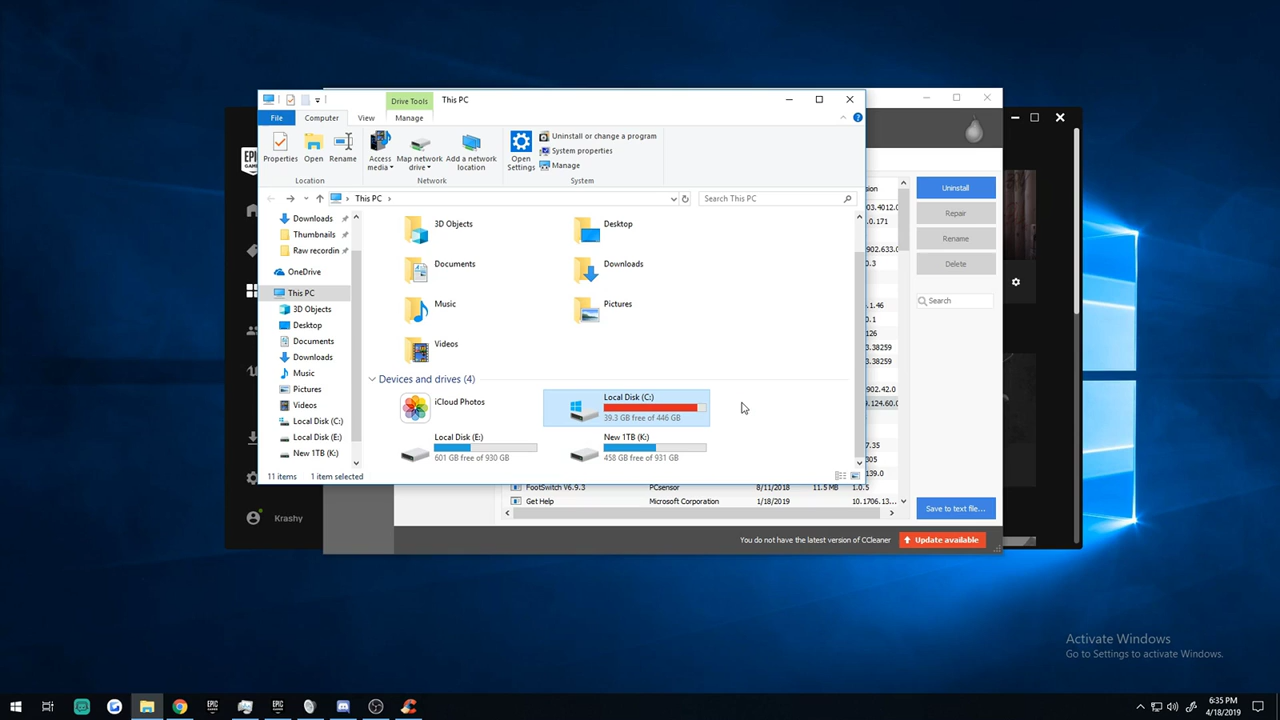 Drive Tools
This PC
File
Computer
View
Manage
Properties
Open
Rename
Access media
Map network drive
Add a network location
Open Settings
Uninstall or change a program
System properties
Manage
Location
Network
System
This PC
Search This PC
Downloads
Thumbnails
Raw recordin
OneDrive
This PC
3D Objects
Desktop
Documents
Downloads
Music
Pictures
Videos
Local Disk (C:)
Local Disk (E:)
New 1TB (K:)
3D Objects
Desktop
Documents
Downloads
Music
Pictures
Videos
Devices and drives (4)
iCloud Photos
Local Disk (C:)
39.3 GB free of 446 GB
Local Disk (E:)
601 GB free of 930 GB
New 1TB (K:)
458 GB free of 931 GB
11 items
1 item selected
EPIC
Krashy
Uninstall
Repair
Rename
Delete
Search
FootSwitch V6.9.3
PCsensor
8/11/2018
11.5 MB
1.0.5
Get Help
Microsoft Corporation
1/18/2019
10.1706.13...
Save to text file...
You do not have the latest version of CCleaner
Update available
Activate Windows
Go to Settings to activate Windows.
6:35 PM
4/18/2019